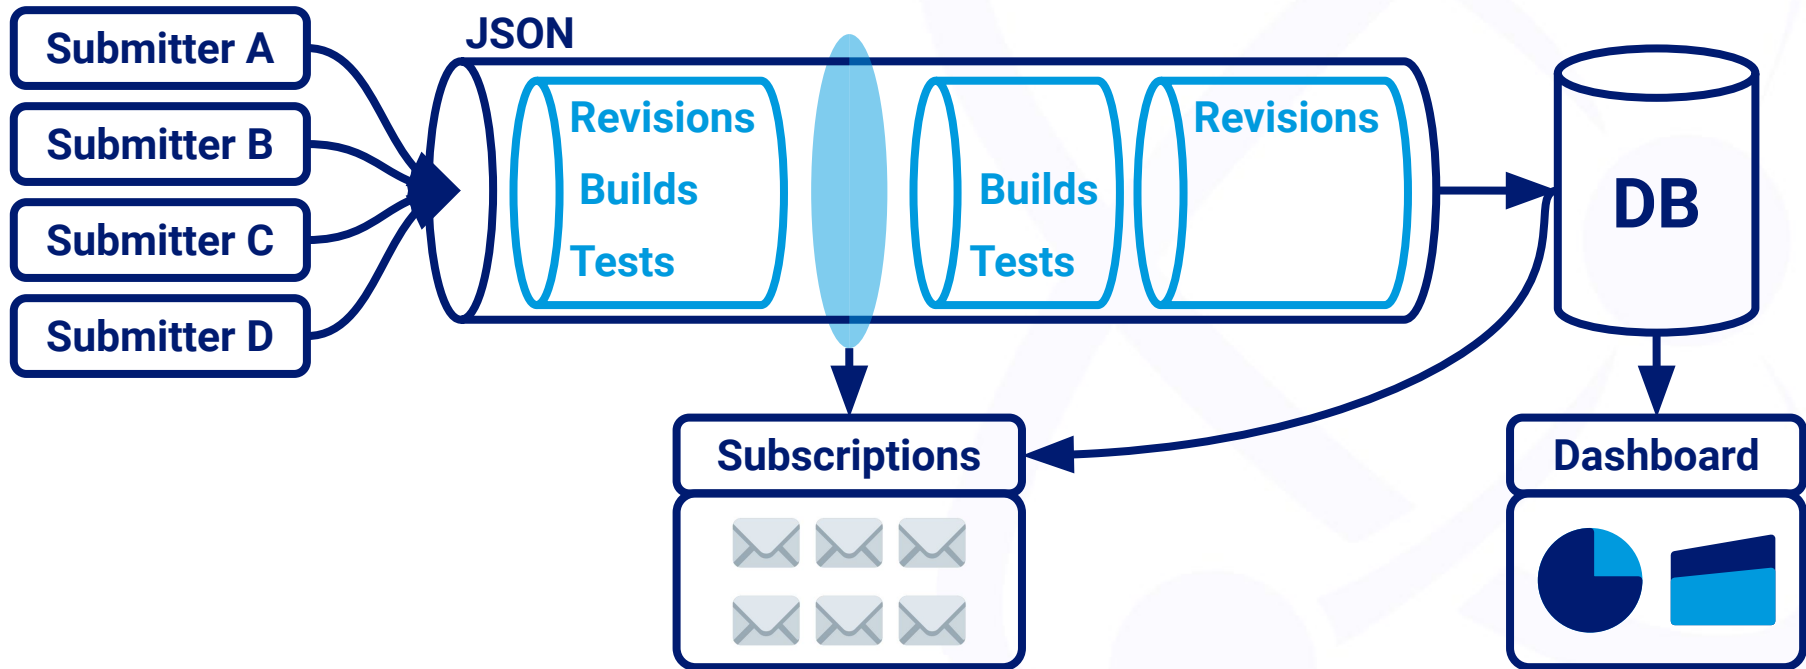 Submitter A
Submitter B
Submitter C
Submitter D
JSON
Revisions
Builds
Tests
Builds
Tests
Revisions
DB
Subscriptions
Dashboard